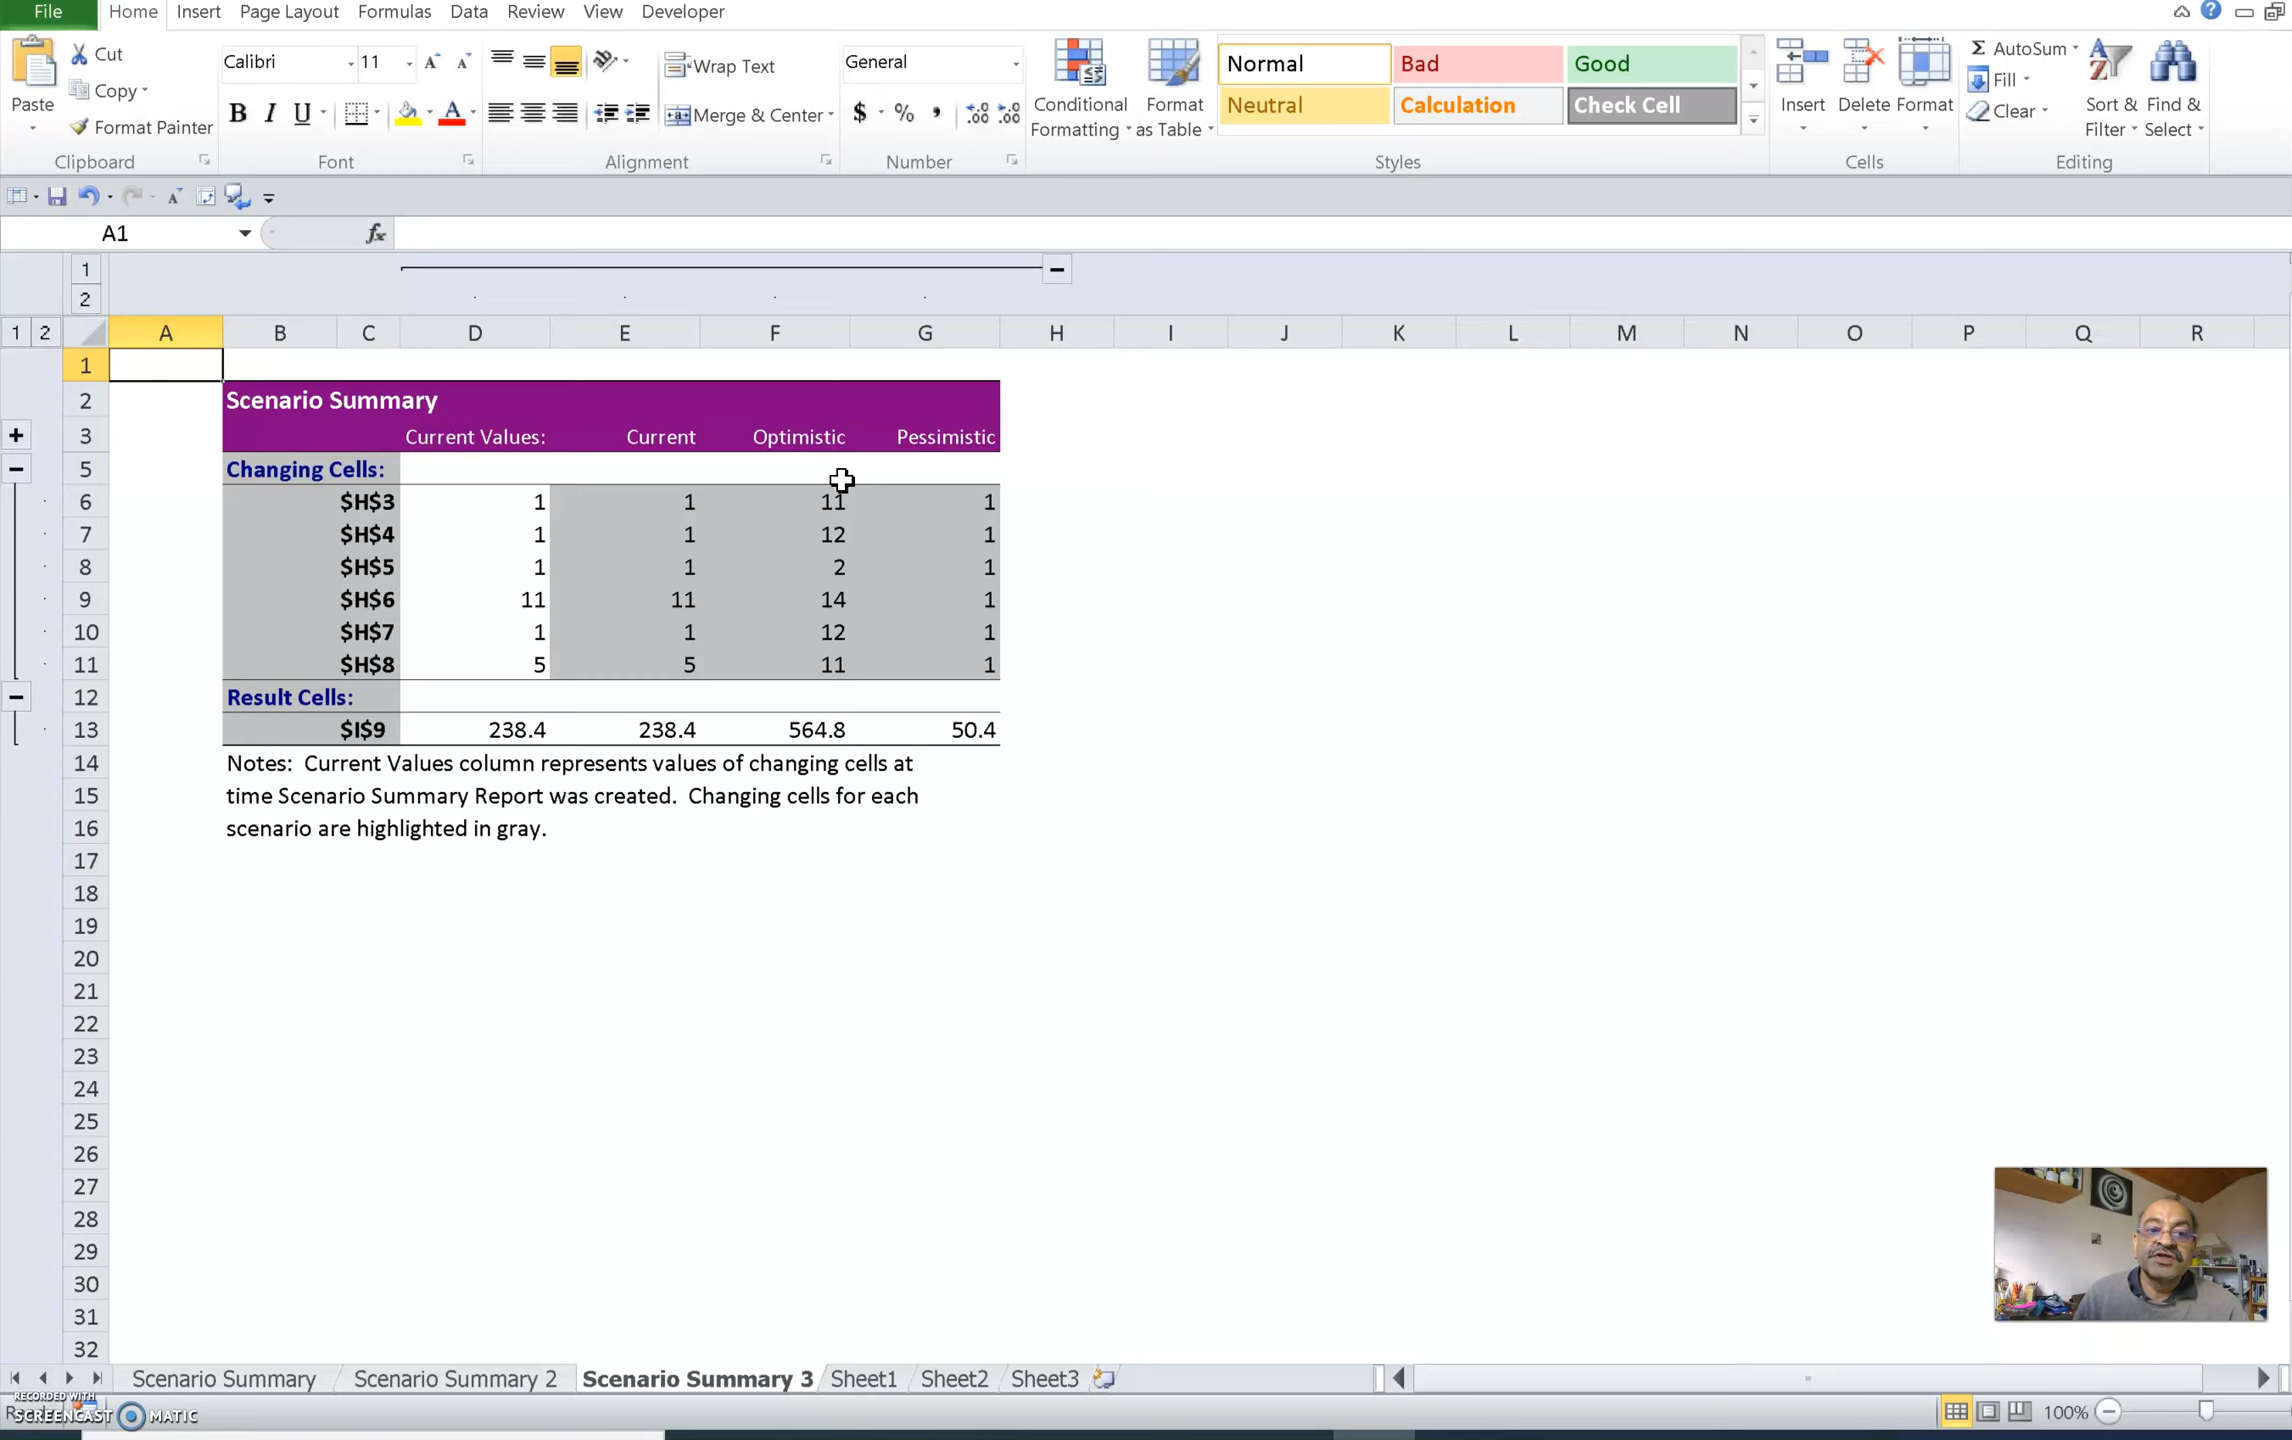 File Home Insert Page Layout Formulas Data Review View Developer
Cut
Copy
Format Painter
Paste
Clipboard
Calibri 11
B I U
Font
Wrap Text
Merge & Center
Alignment
General
$ % ,
Number
Conditional Formatting
Format as Table
Normal Bad Good
Neutral Calculation Check Cell
Styles
Insert Delete Format
Cells
Σ AutoSum
Fill
Clear
Sort & Filter
Find & Select
Editing
A1 fx
1
2
1 2 A B C D E F G H I J K L M N O P Q R
1
2 Scenario Summary
3 Current Values: Current Optimistic Pessimistic
5 Changing Cells:
6 $H$3 1 1 11 1
7 $H$4 1 1 12 1
8 $H$5 1 1 2 1
9 $H$6 11 11 14 1
10 $H$7 1 1 12 1
11 $H$8 5 5 11 1
12 Result Cells:
13 $I$9 238.4 238.4 564.8 50.4
14 Notes: Current Values column represents values of changing cells at
15 time Scenario Summary Report was created. Changing cells for each
16 scenario are highlighted in gray.
17
18
19
20
21
22
23
24
25
26
27
28
29
30
31
32
Scenario Summary Scenario Summary 2 Scenario Summary 3 Sheet1 Sheet2 Sheet3
RECORDED WITH
SCREENCAST MATIC
100%